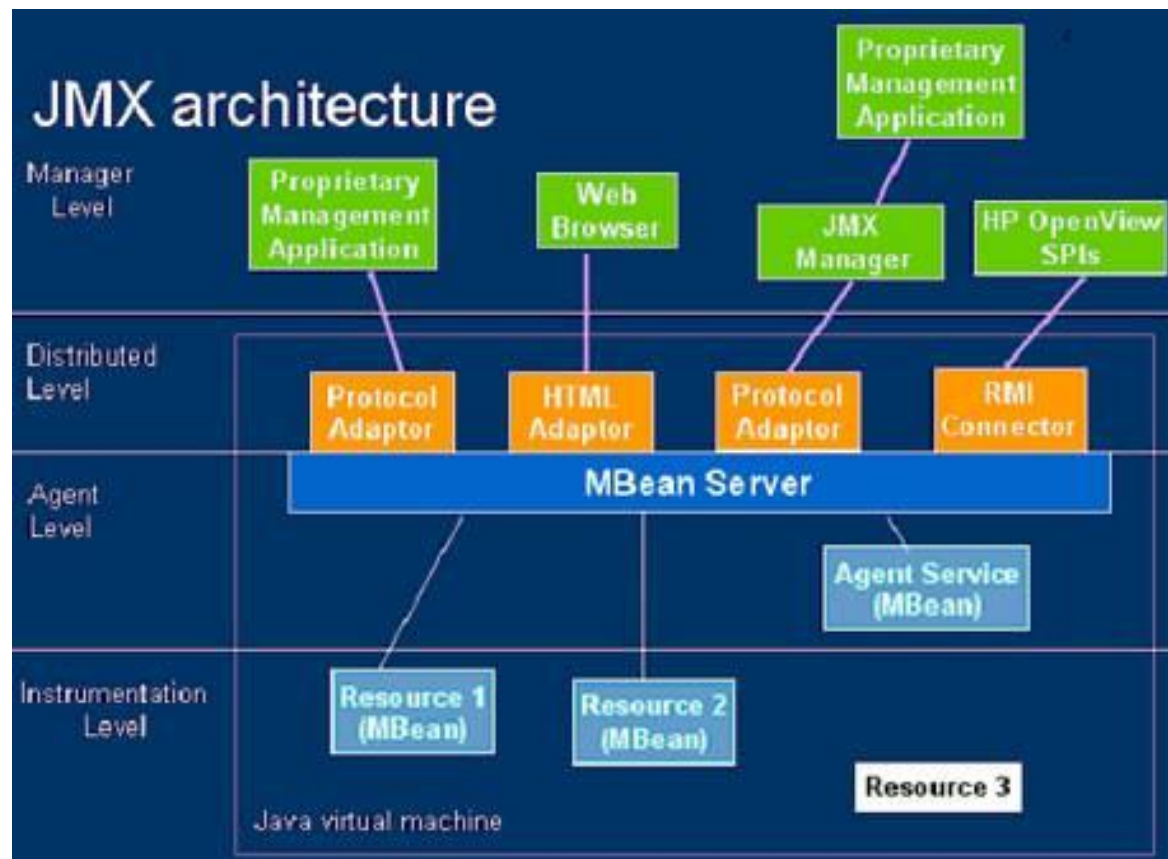 JMX architecture
Proprietary
Management
Application
Manager
Level
Proprietary
Management
Application
Web
Browser
JMX
Manager
HP OpenView
SPIs
Distributed
Level
Protocol
Adaptor
HTML
Adaptor
Protocol
Adaptor
RMI
Connector
MBean Server
Agent
Level
Agent Service
(MBean)
Instrumentation
Level
Resource 1
(MBean)
Resource 2
(MBean)
Resource 3
Java virtual machine